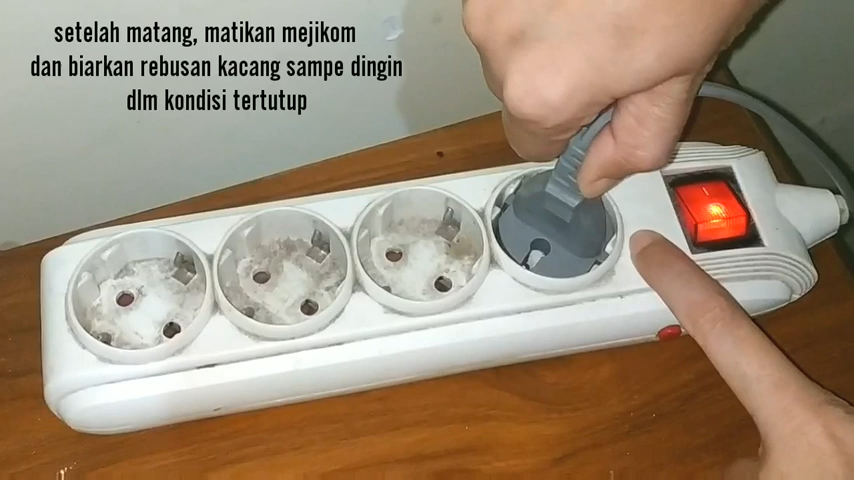 setelah matang, matikan mejikom
dan biarkan rebusan kacang sampe dingin
dlm kondisi tertutup